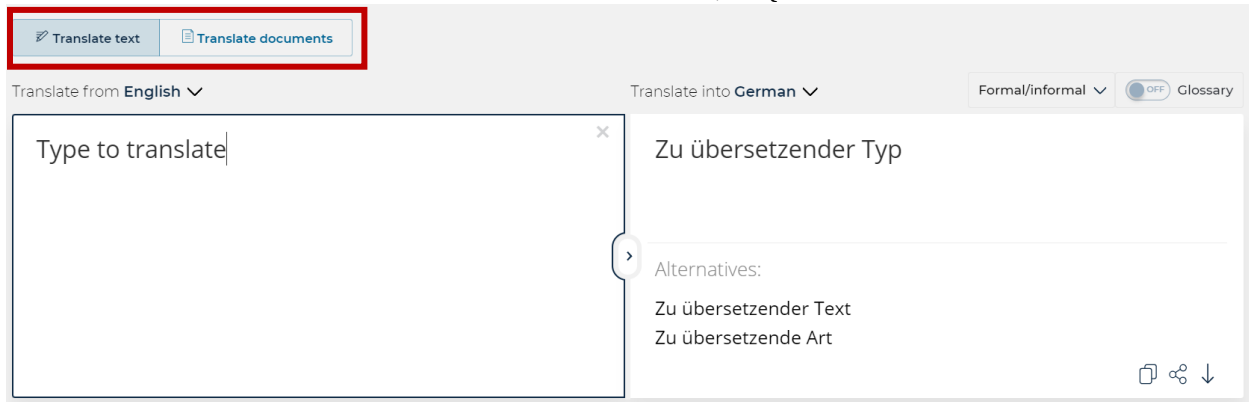 Translate text
Translate documents
Translate from English
Translate into German
Formal/informal
OFF Glossary
Type to translate
Zu übersetzender Typ
Alternatives:
Zu übersetzender Text
Zu übersetzende Art